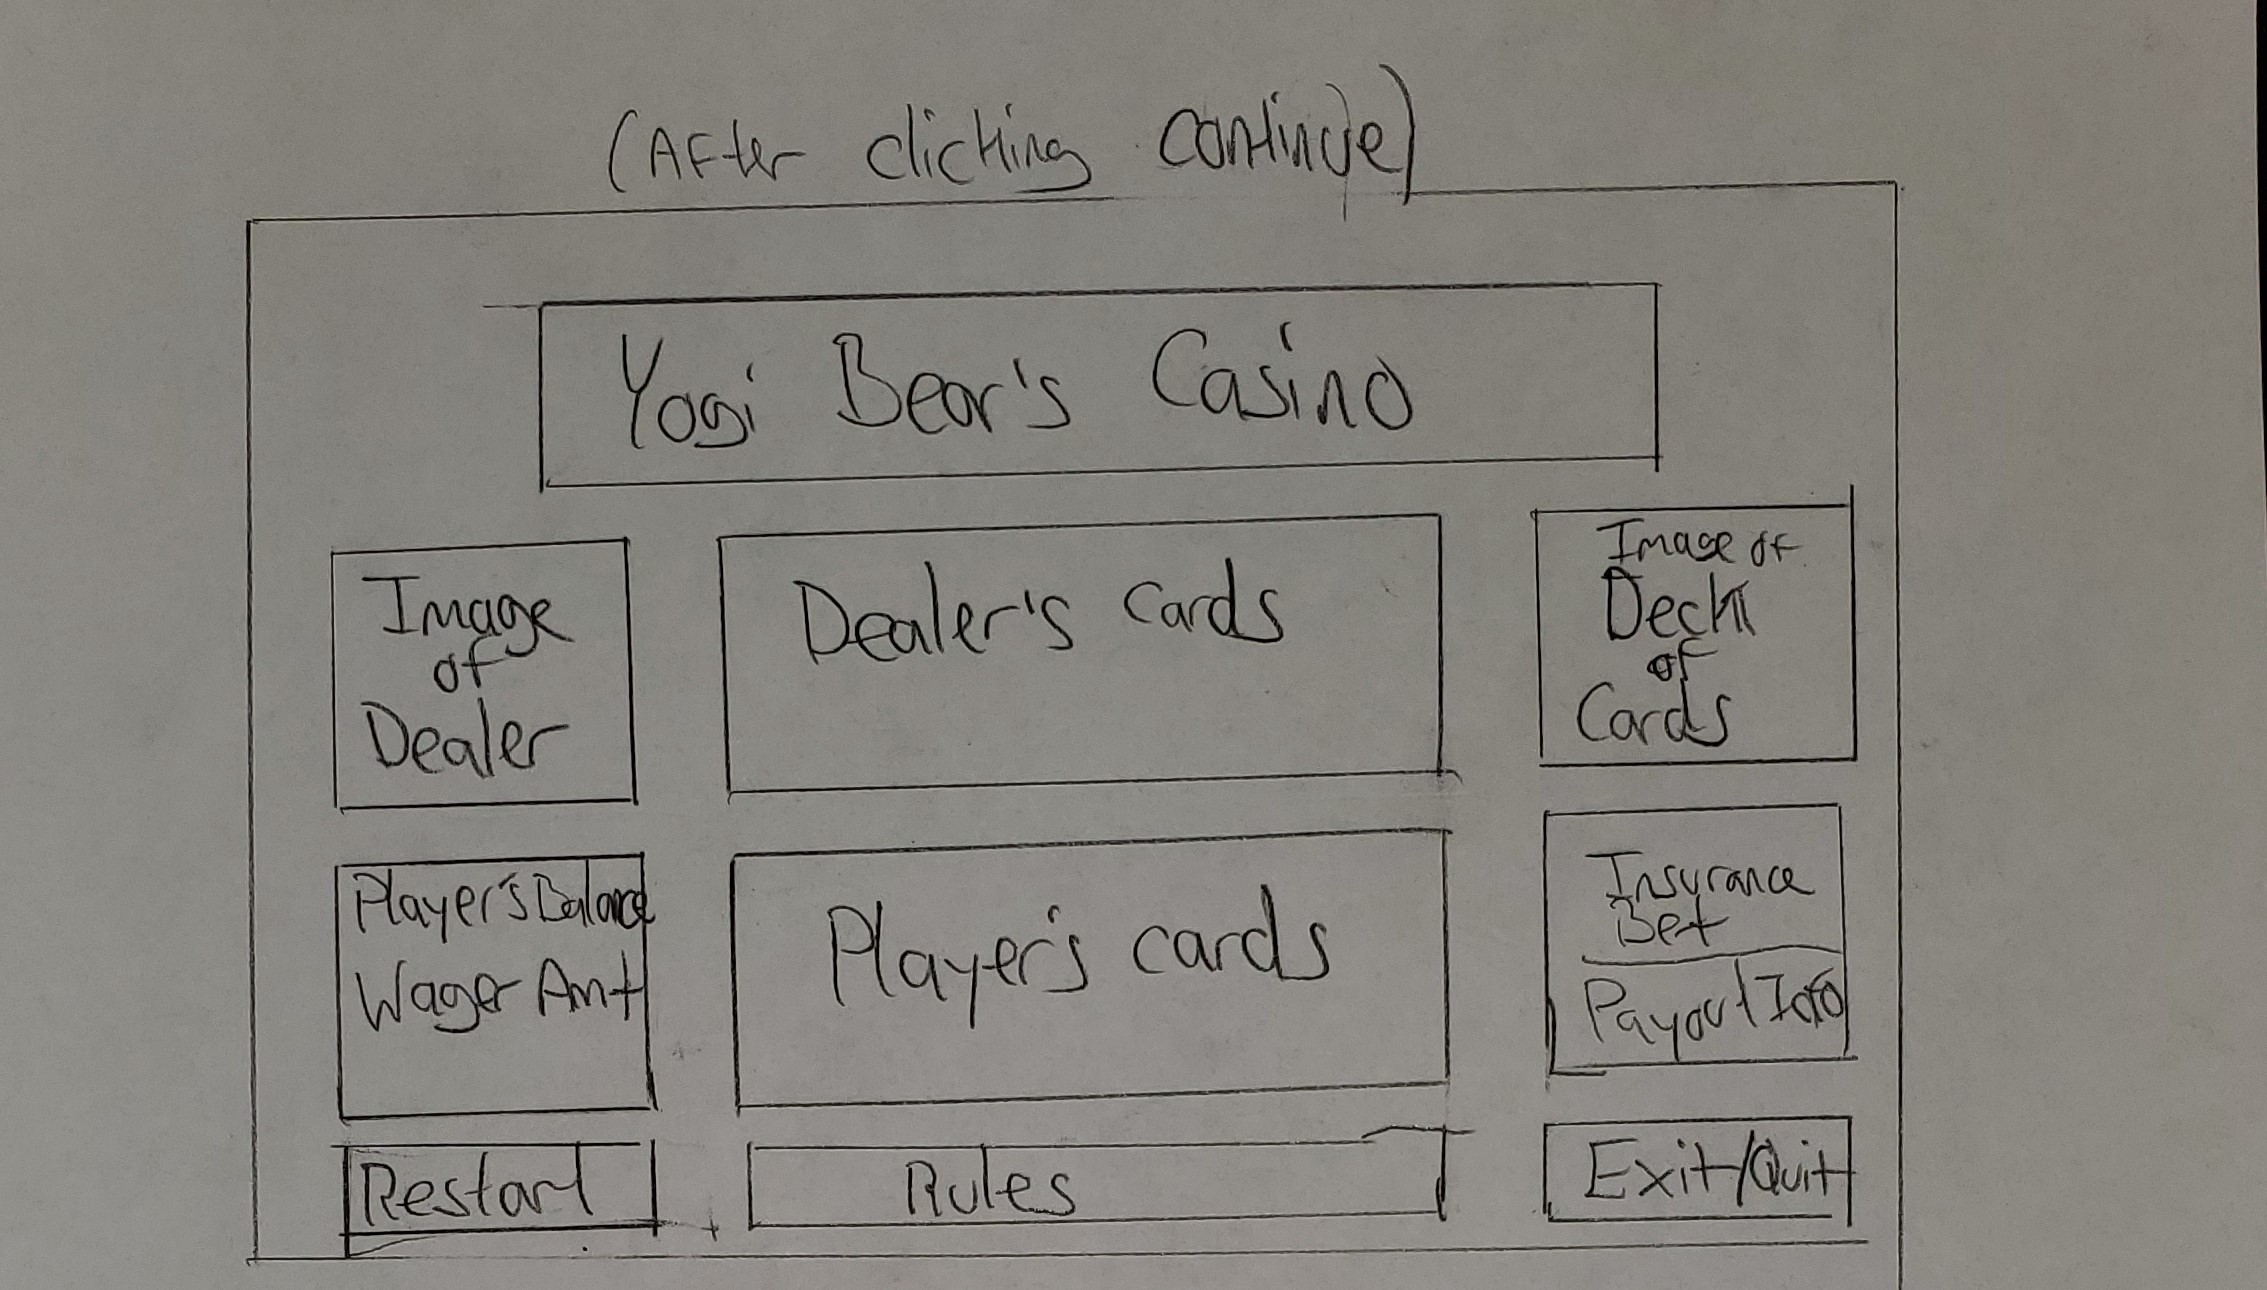 (After clicking continue)
Yogi Bear's Casino
Image
of
Dealer
Dealer's cards
Image of
Deck
of
Cards
Player's Balance
Wager Amt
Player's cards
Insurance
Bet
Payout Info
Restart
Rules
Exit/Quit